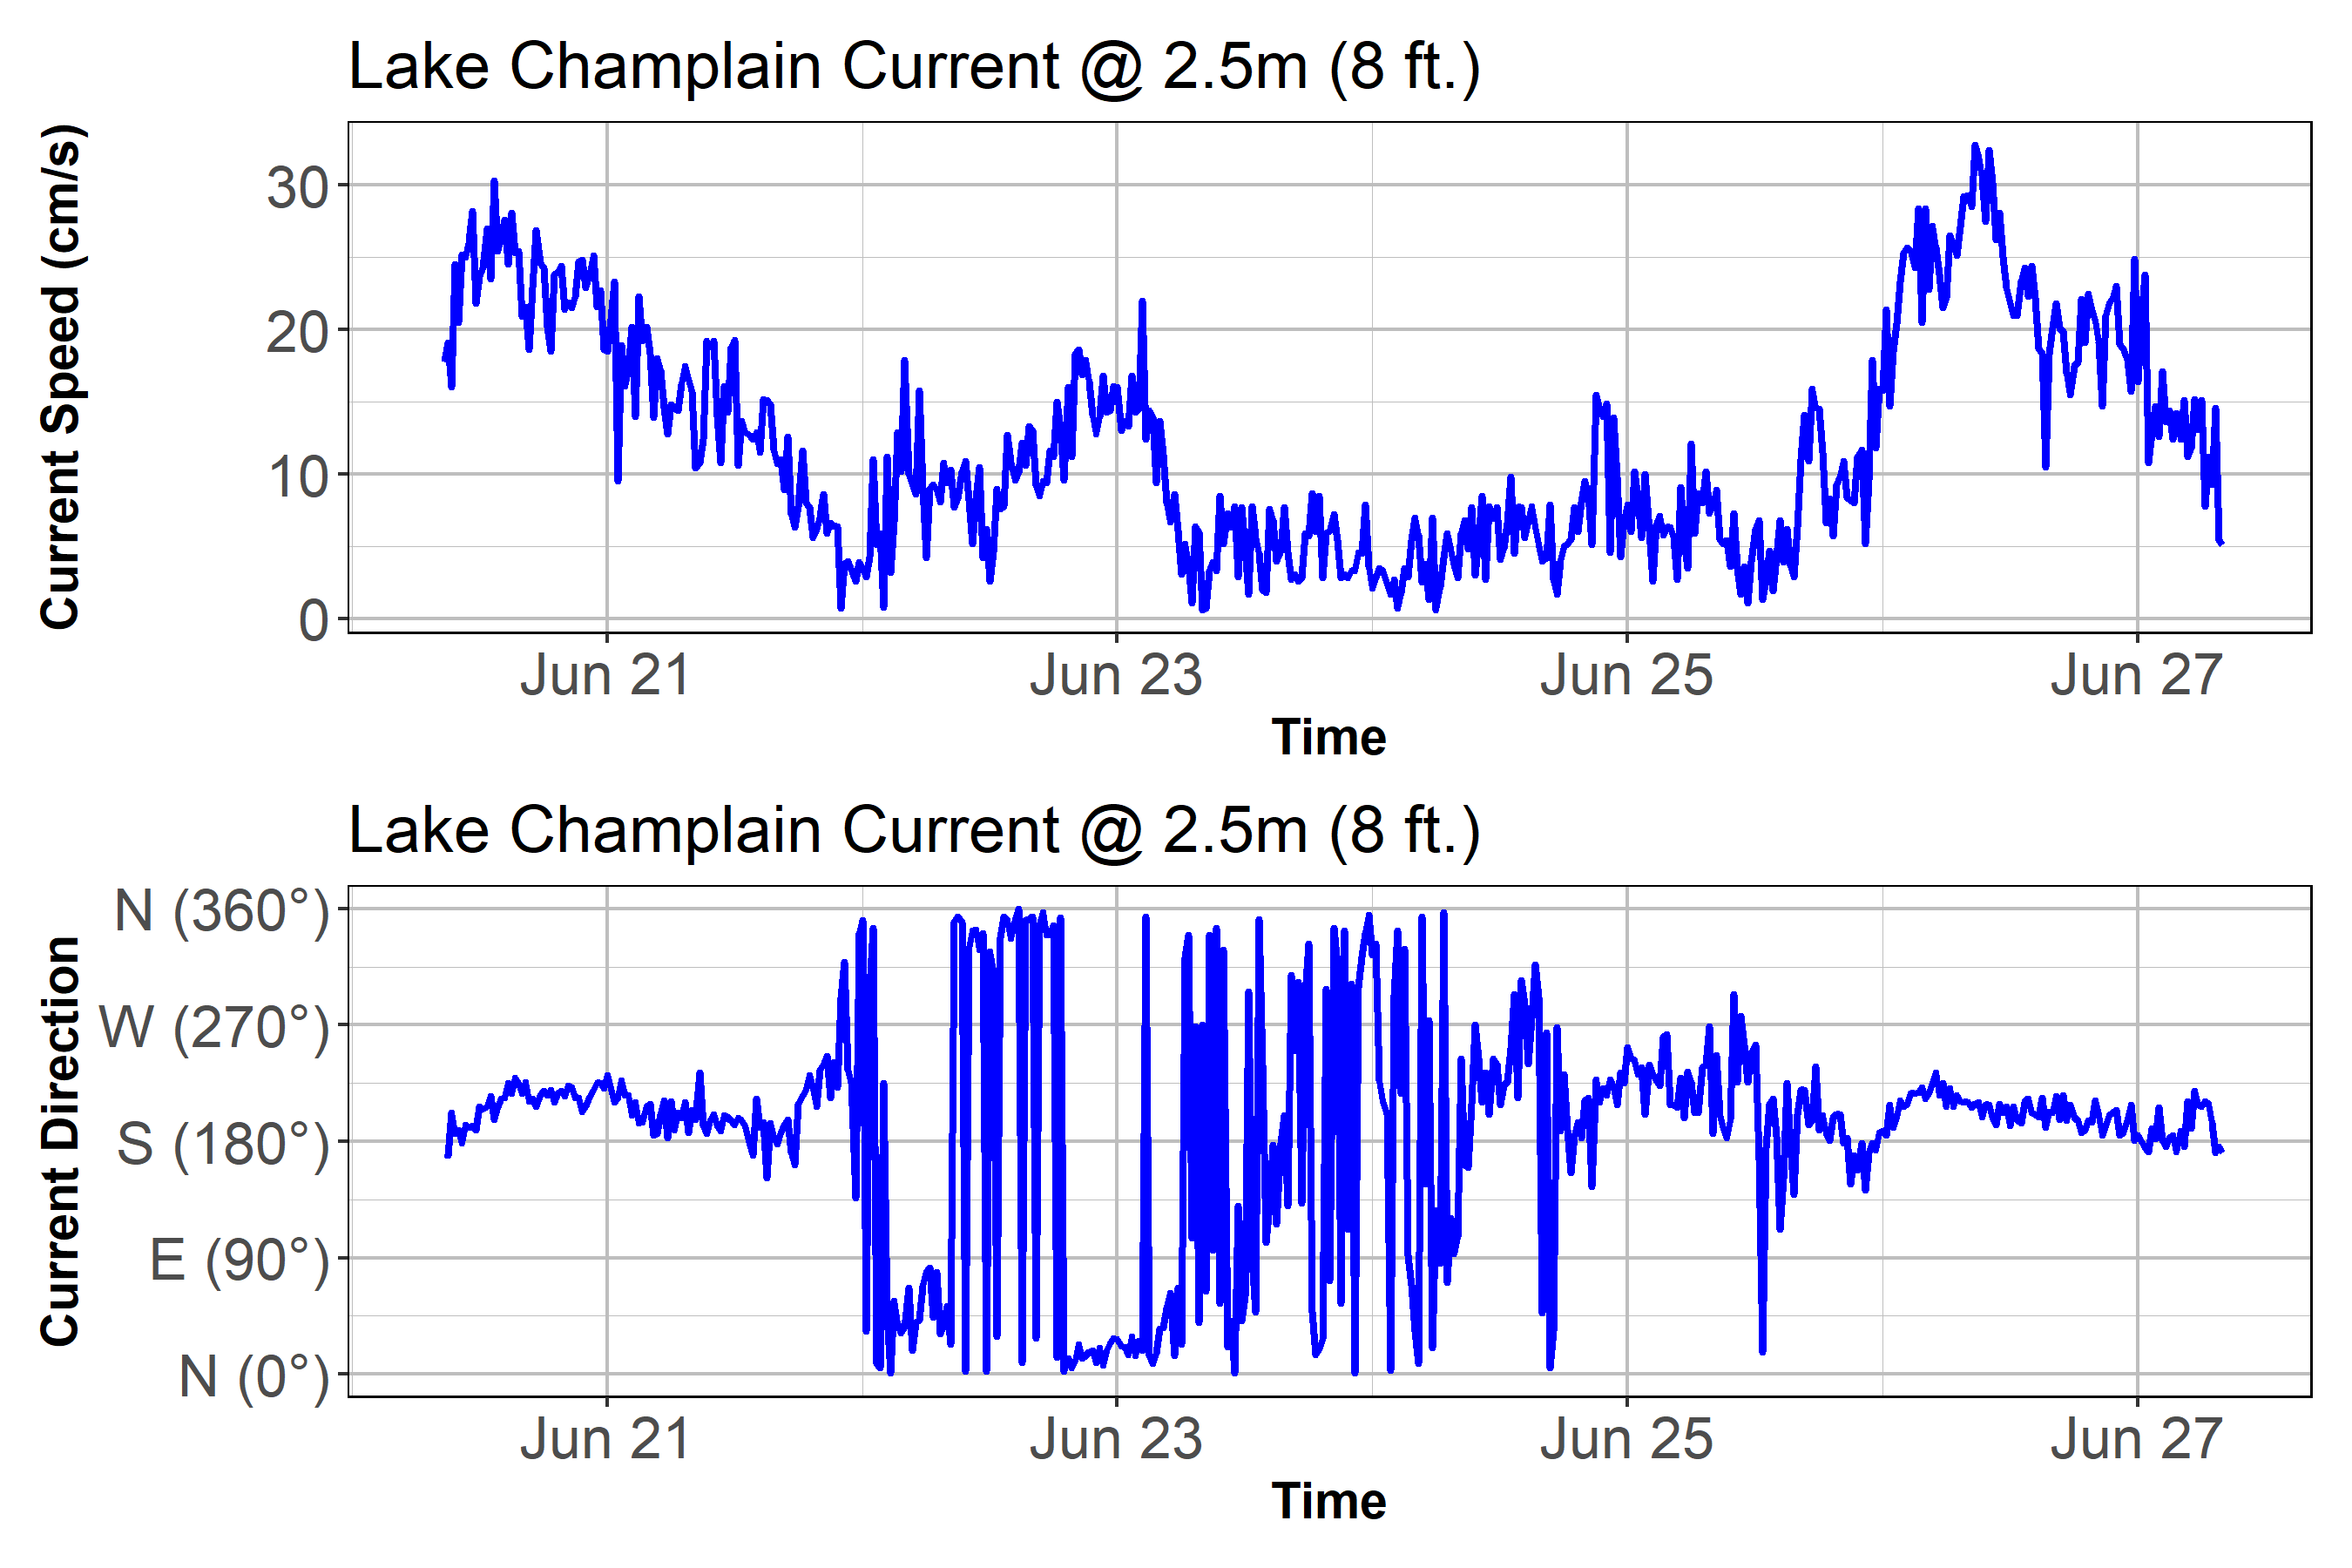 Lake Champlain Current @ 2.5m (8 ft.)
Current Speed (cm/s)
30
20
10
0
Jun 21 Jun 23 Jun 25 Jun 27
Time
Lake Champlain Current @ 2.5m (8 ft.)
Current Direction
N (360°)
W (270°)
S (180°)
E (90°)
N (0°)
Jun 21 Jun 23 Jun 25 Jun 27
Time